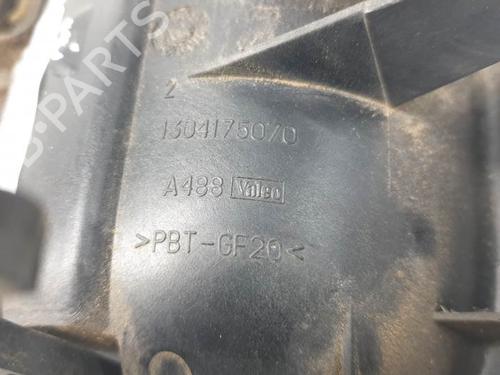 B-PARTS
2
1304175070
A488 Valeo
>PBT-GF20<